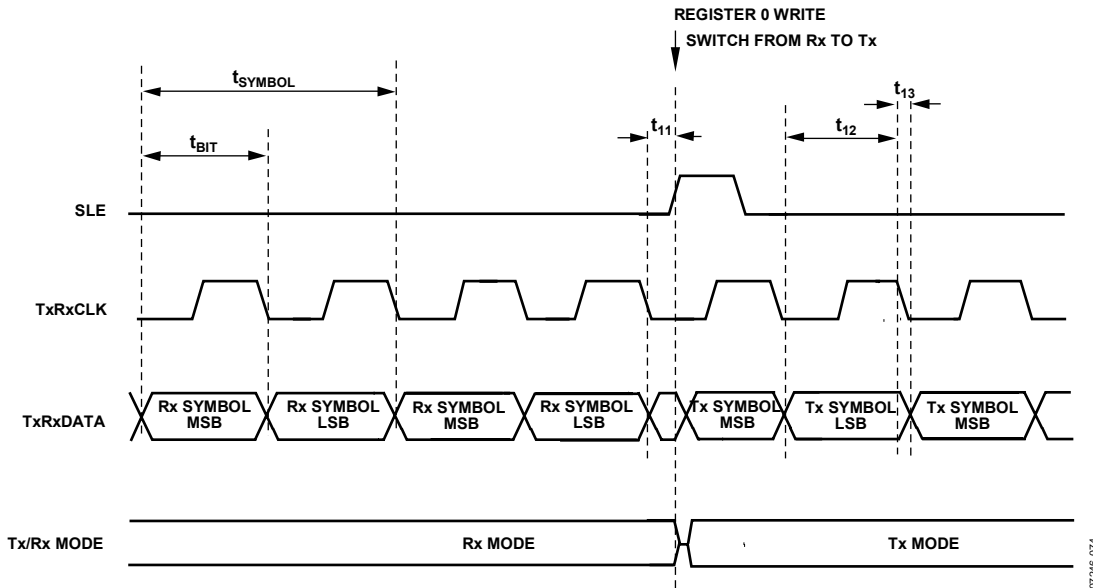 REGISTER 0 WRITE
SWITCH FROM Rx TO Tx
tSYMBOL
t13
t11
t12
tBIT
SLE
TxRxCLK
TxRxDATA
Rx SYMBOL
MSB
Rx SYMBOL
LSB
Rx SYMBOL
MSB
Rx SYMBOL
LSB
Tx SYMBOL
MSB
Tx SYMBOL
LSB
Tx SYMBOL
MSB
Tx/Rx MODE
Rx MODE
Tx MODE